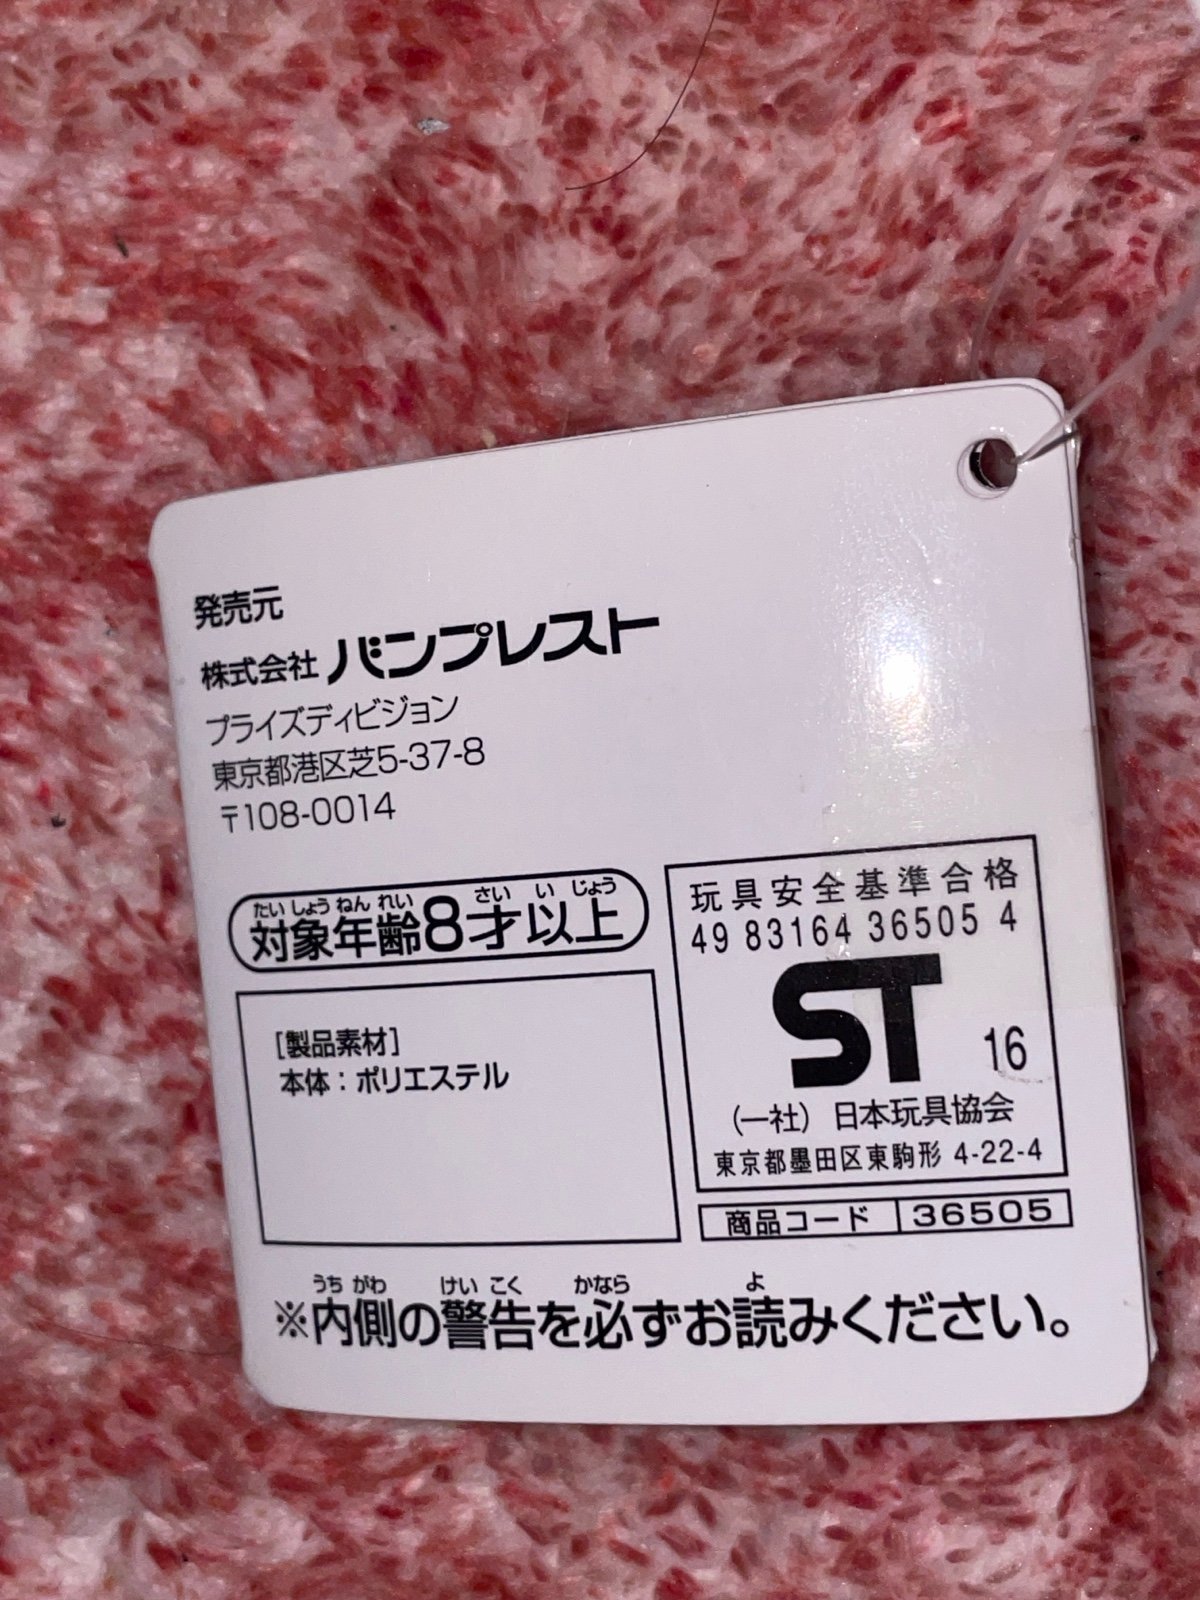 発売元
株式会社 バンプレスト
プライズディビジョン
東京都港区芝5-37-8
〒108-0014
たい しょう ねん れい さい い じょう
対象年齢8才以上
[製品素材]
本体：ポリエステル
玩具安全基準合格
49 83164 36505 4
ST 16
(一社) 日本玩具協会
東京都墨田区東駒形 4-22-4
商品コード 36505
うち がわ けい こく かなら よ
※内側の警告を必ずお読みください。